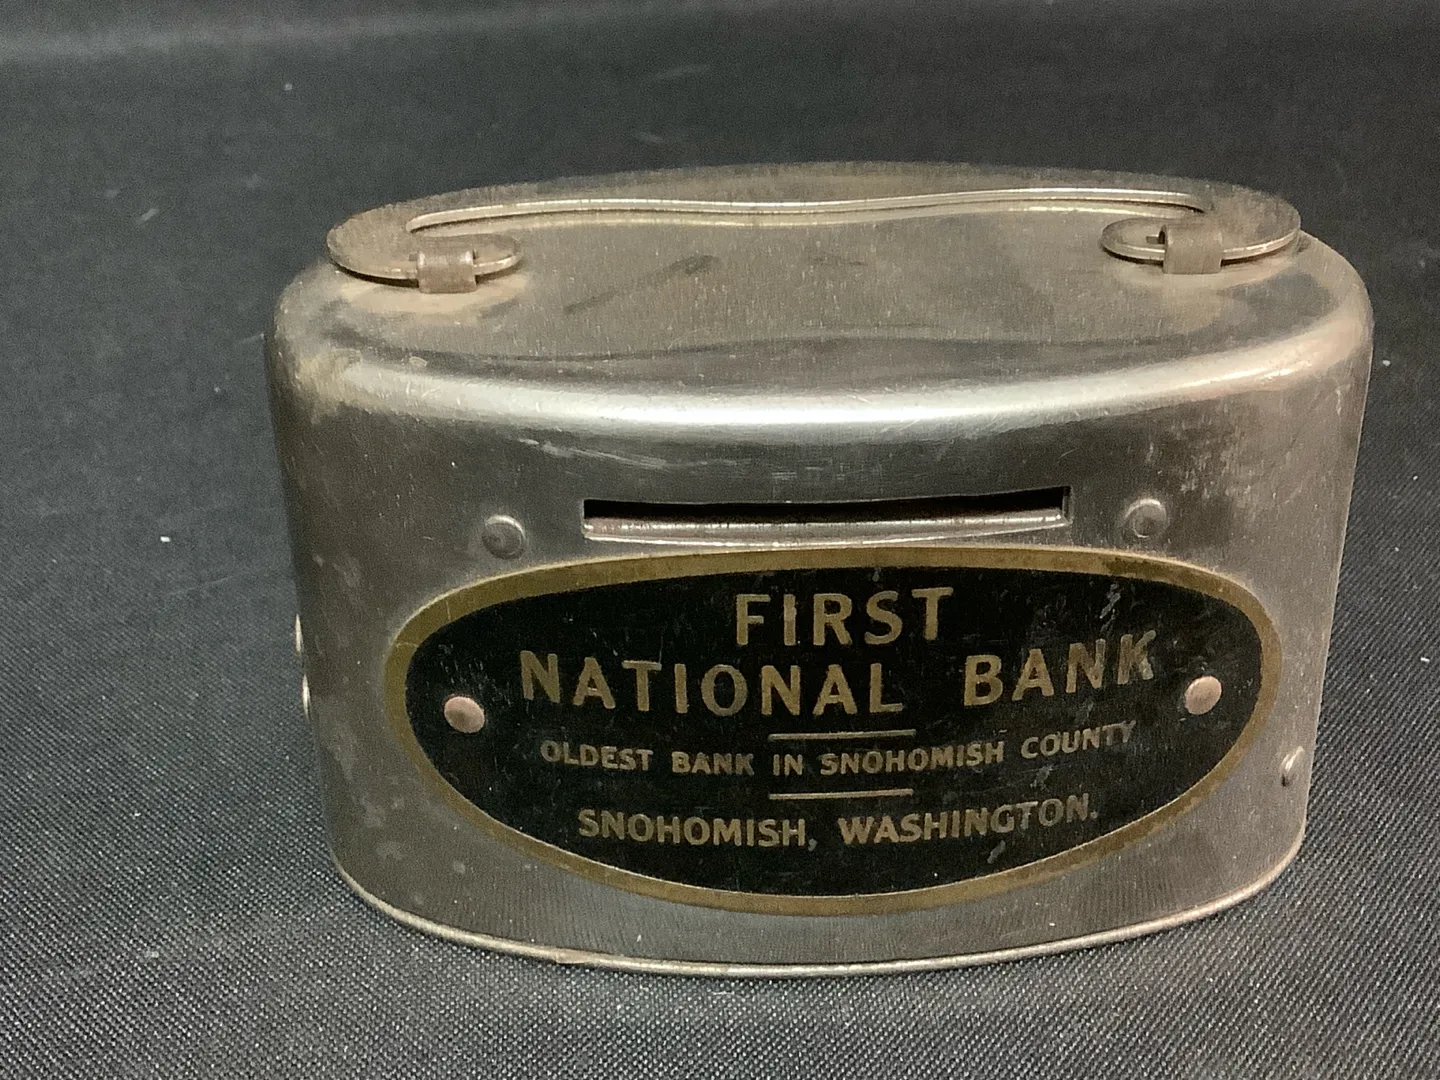 FIRST
NATIONAL BANK
OLDEST BANK IN SNOHOMISH COUNTY
SNOHOMISH, WASHINGTON.